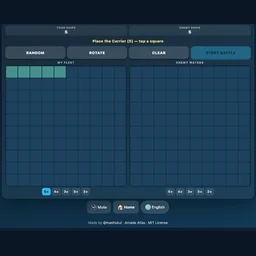 YOUR SHIPS
ENEMY SHIPS
5
5
Place the Carrier (5) — tap a square
RANDOM
ROTATE
CLEAR
START BATTLE
MY FLEET
ENEMY WATERS
Mute
Home
English